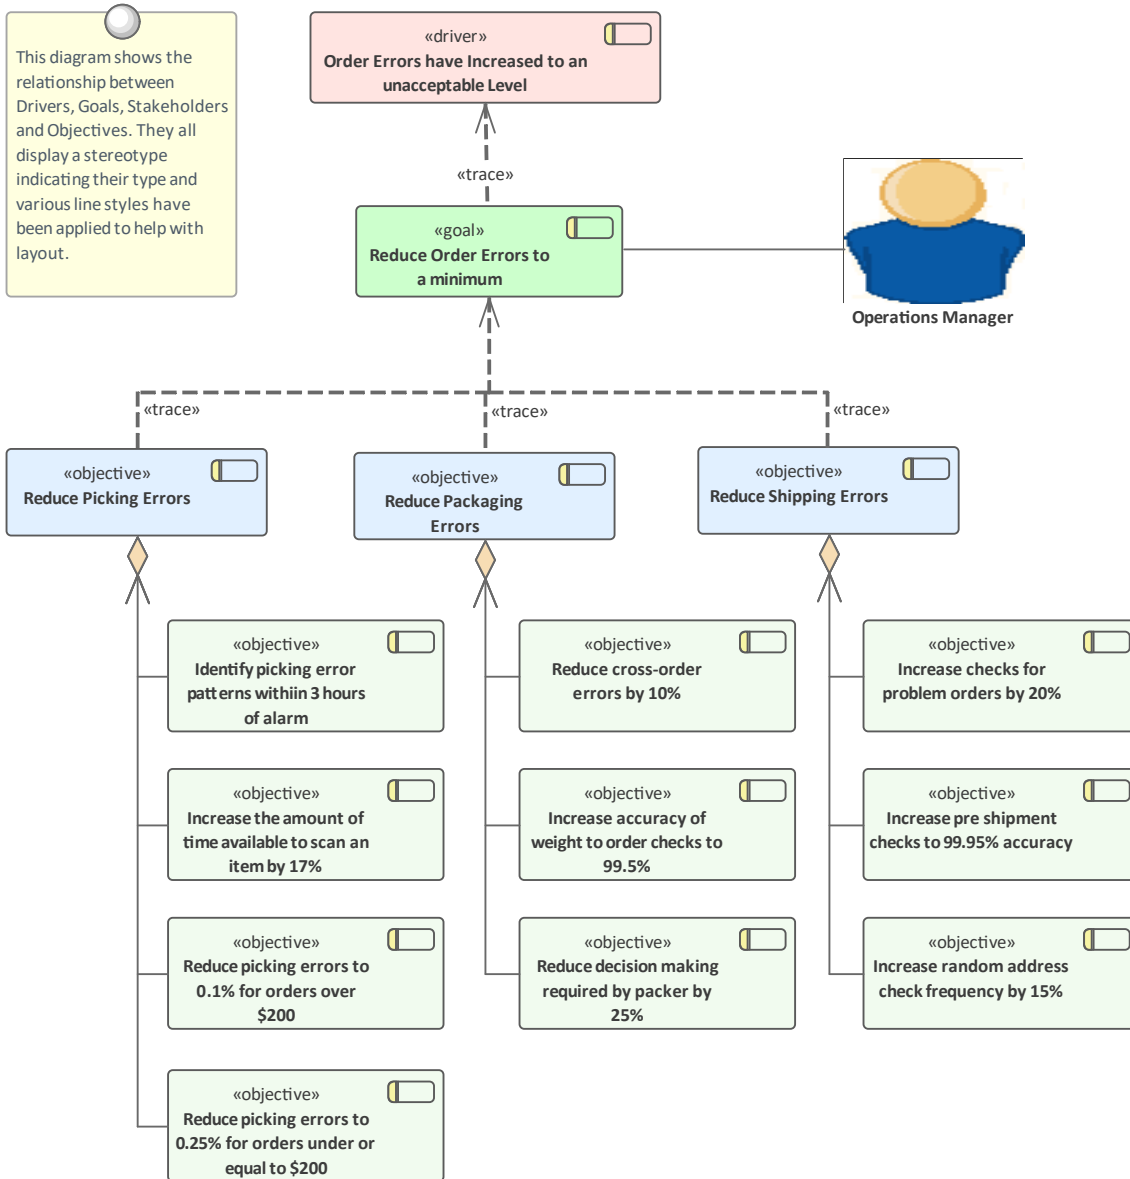 This diagram shows the
relationship between
Drivers, Goals, Stakeholders
and Objectives. They all
display a stereotype
indicating their type and
various line styles have
been applied to help with
layout.
«driver»
Order Errors have Increased to an
unacceptable Level
«trace»
«goal»
Reduce Order Errors to
a minimum
Operations Manager
«trace»
«trace»
«trace»
«objective»
Reduce Picking Errors
«objective»
Reduce Packaging
Errors
«objective»
Reduce Shipping Errors
«objective»
Identify picking error
patterns withiin 3 hours
of alarm
«objective»
Reduce cross-order
errors by 10%
«objective»
Increase checks for
problem orders by 20%
«objective»
Increase the amount of
time available to scan an
item by 17%
«objective»
Increase accuracy of
weight to order checks to
99.5%
«objective»
Increase pre shipment
checks to 99.95% accuracy
«objective»
Reduce picking errors to
0.1% for orders over
$200
«objective»
Reduce decision making
required by packer by
25%
«objective»
Increase random address
check frequency by 15%
«objective»
Reduce picking errors to
0.25% for orders under or
equal to $200